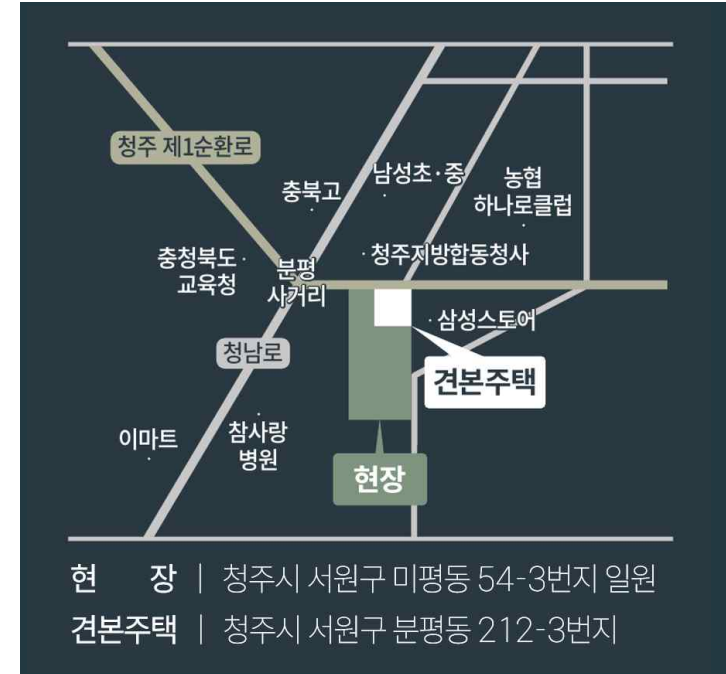 청주 제1순환로
충북고
남성초·중
농협
하나로클럽
충청북도
교육청
분평
사거리
청주지방합동청사
삼성스토어
청남로
견본주택
이마트
참사랑
병원
현장
현 장 | 청주시 서원구 미평동 54-3번지 일원
견본주택 | 청주시 서원구 분평동 212-3번지